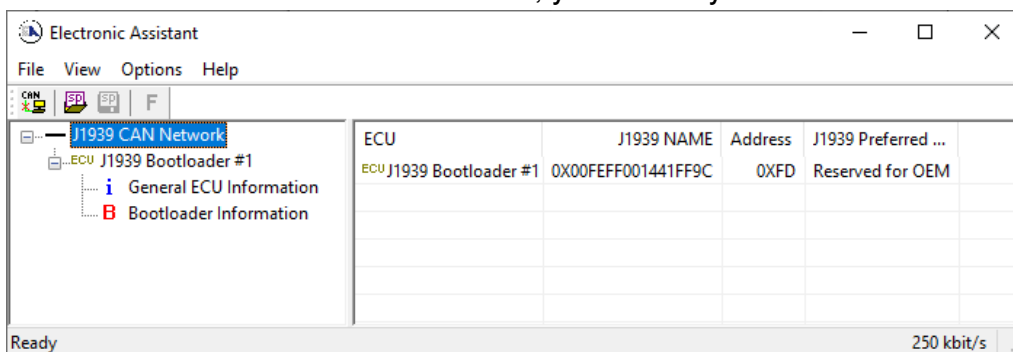 Electronic Assistant
File View Options Help
CAN SP SP F
J1939 CAN Network
ECU J1939 Bootloader #1
i General ECU Information
B Bootloader Information
ECU J1939 NAME Address J1939 Preferred ...
ECU J1939 Bootloader #1 0X00FEFF001441FF9C 0XFD Reserved for OEM
Ready 250 kbit/s